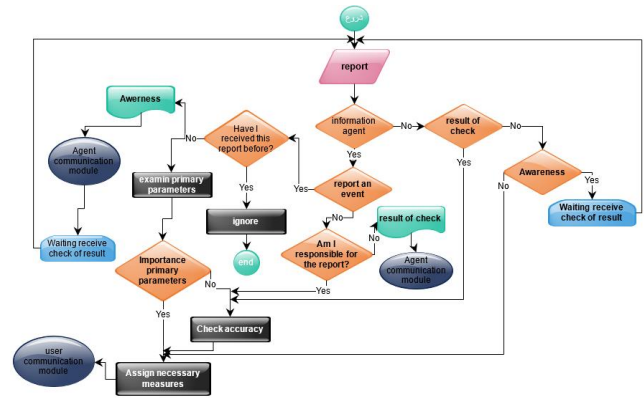 report
information
agent
No
result of
check
No
Awareness
Yes
Waiting receive
check of result
Yes
No
Yes
report an
event
Yes
No
Have I
received this
report before?
No
Awerness
Agent
communication
module
Waiting receive
check of result
examin primary
parameters
Yes
ignore
end
Am I
responsible for
the report?
No
result of check
Agent
communication
module
Yes
Importance
primary
parameters
No
Yes
Check accuracy
Assign necessary
measures
user
communication
module